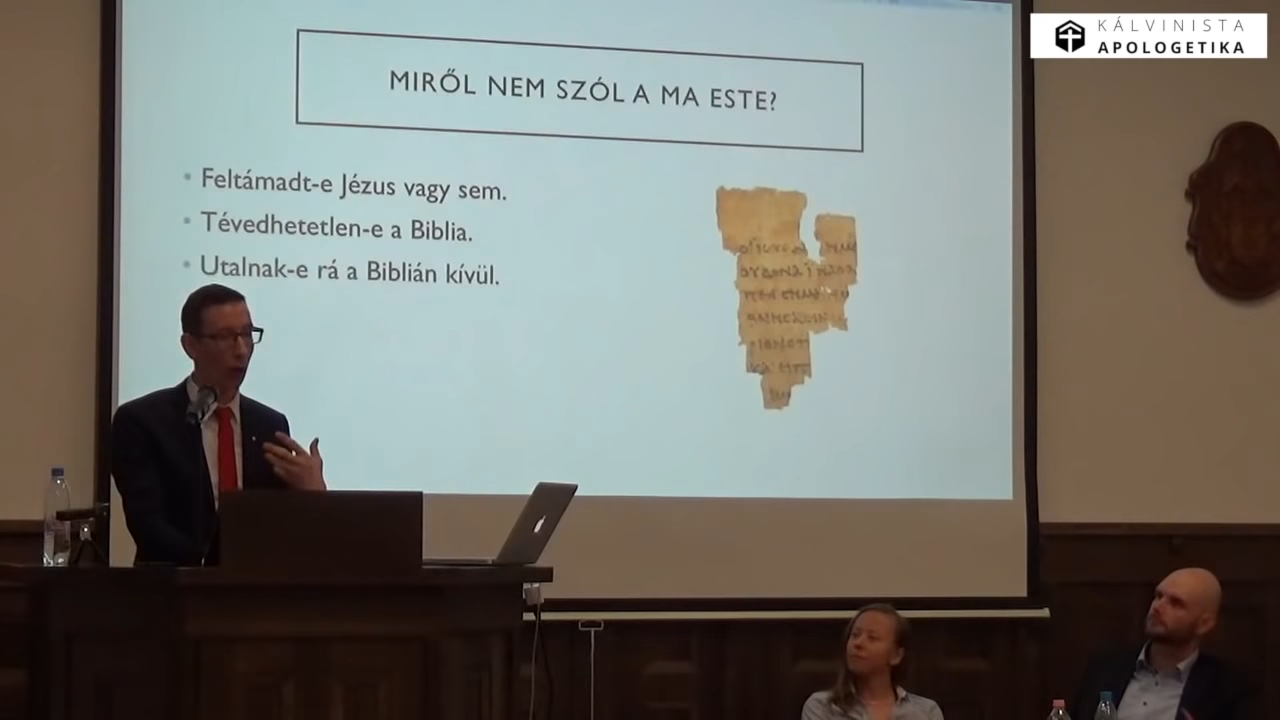 KÁLVINISTA
APOLOGETIKA
MIRŐL NEM SZÓL A MA ESTE?
Feltámadt-e Jézus vagy sem.
Tévedhetetlen-e a Biblia.
Utalnak-e rá a Biblián kívül.